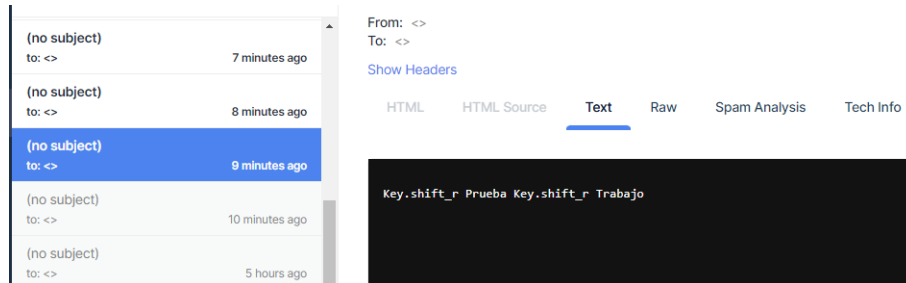 (no subject)
to: <> 7 minutes ago
(no subject)
to: <> 8 minutes ago
(no subject)
to: <> 9 minutes ago
(no subject)
to: <> 10 minutes ago
(no subject)
to: <> 5 hours ago
From: <>
To: <>
Show Headers
HTML HTML Source Text Raw Spam Analysis Tech Info
Key.shift_r Prueba Key.shift_r Trabajo